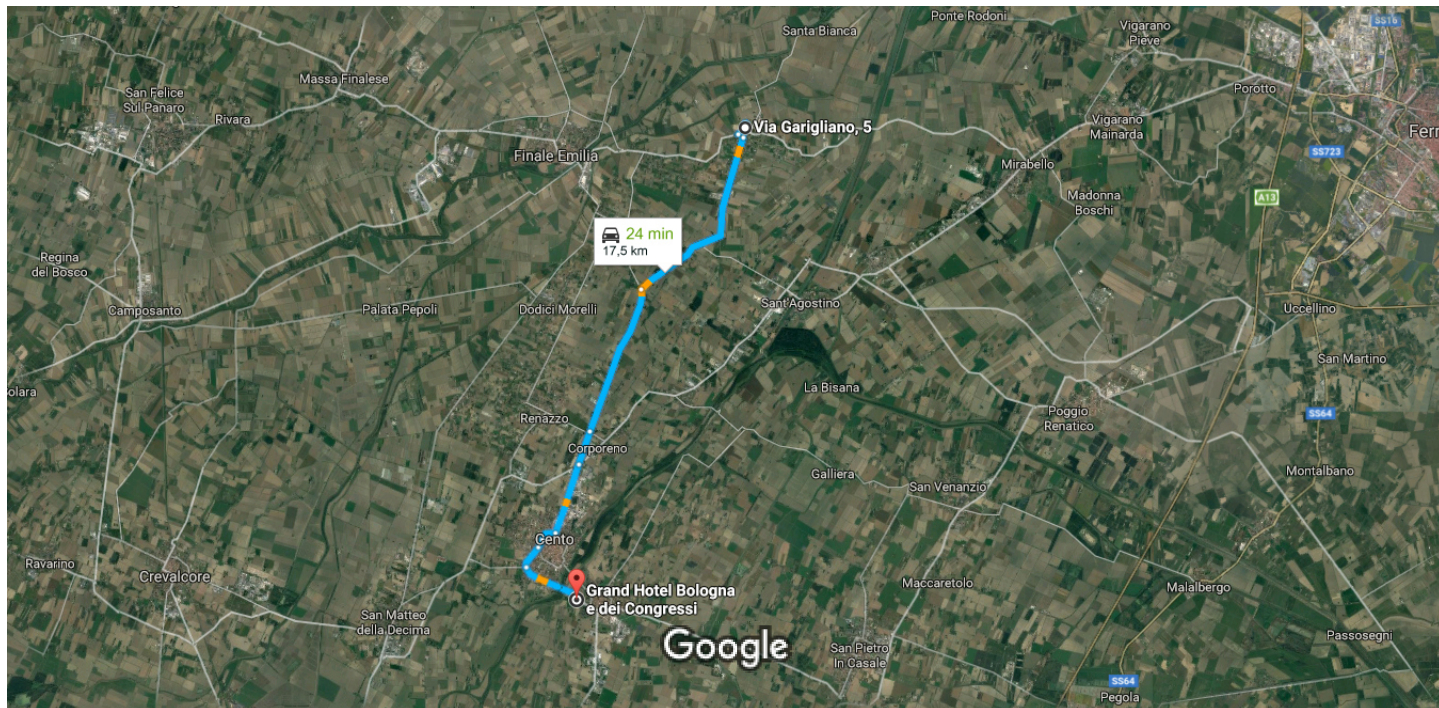 Ponte Rodoni
SS16
Santa Bianca
Vigarano
Pieve
Massa Finalese
San Felice
Sul Panaro
Rivara
Porotto
Via Garigliano, 5
Vigarano
Mainarda
Ferr
SS723
Finale Emilia
Mirabello
Madonna
Boschi
A13
24 min
17,5 km
Regina
del Bosco
Camposanto
Palata Pepoli
Dodici Morelli
Sant'Agostino
Uccellino
San Martino
olara
La Bisana
Renazzo
Poggio
Renatico
SS64
Corporeno
Galliera
San Venanzio
Montalbano
Cento
Ravarino
Crevalcore
Grand Hotel Bologna
e dei Congressi
Maccaretolo
Malalbergo
San Matteo
della Decima
Google
San Pietro
In Casale
Passosegni
SS64
Pegola